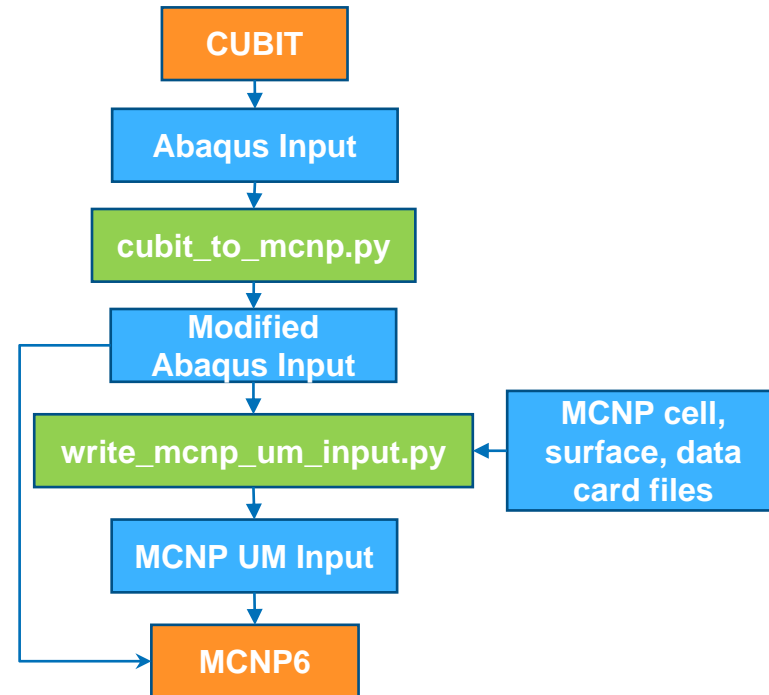 CUBIT
Abaqus Input
cubit_to_mcnp.py
Modified
Abaqus Input
write_mcnp_um_input.py
MCNP cell,
surface, data
card files
MCNP UM Input
MCNP6